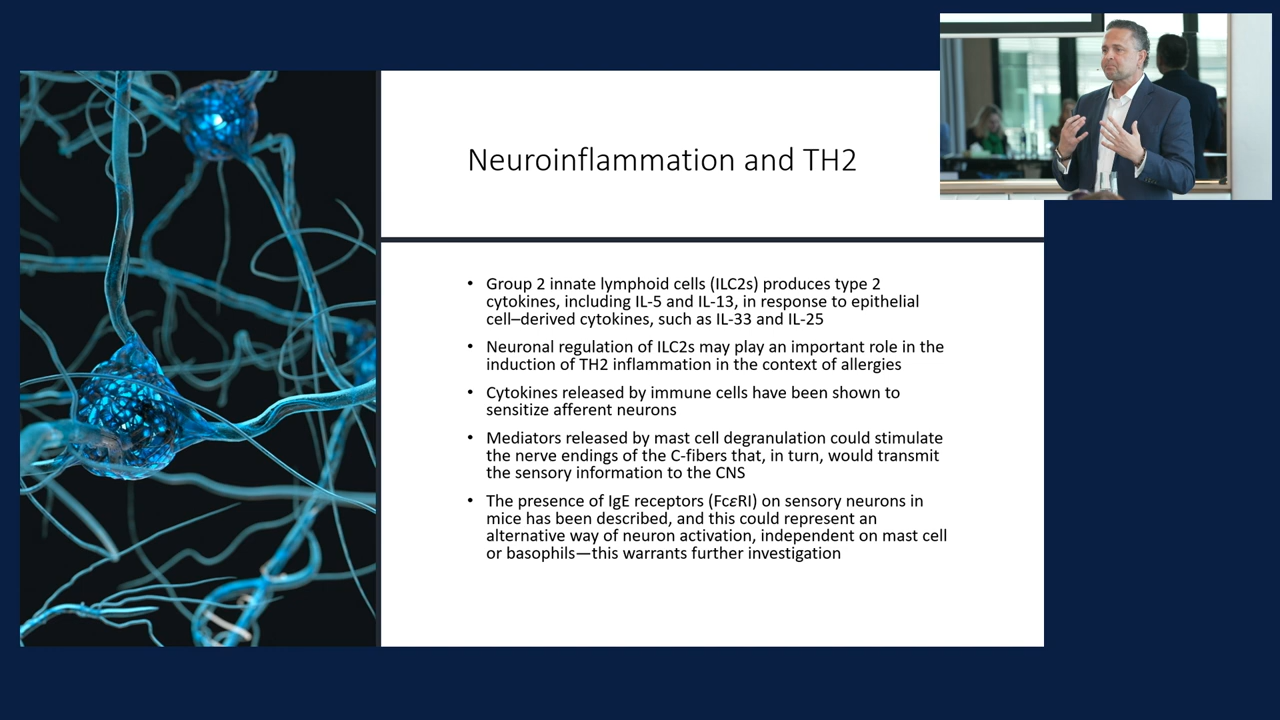 Neuroinflammation and TH2
• Group 2 innate lymphoid cells (ILC2s) produces type 2
cytokines, including IL-5 and IL-13, in response to epithelial
cell–derived cytokines, such as IL-33 and IL-25
• Neuronal regulation of ILC2s may play an important role in the
induction of TH2 inflammation in the context of allergies
• Cytokines released by immune cells have been shown to
sensitize afferent neurons
• Mediators released by mast cell degranulation could stimulate
the nerve endings of the C-fibers that, in turn, would transmit
the sensory information to the CNS
• The presence of IgE receptors (FcεRI) on sensory neurons in
mice has been described, and this could represent an
alternative way of neuron activation, independent on mast cell
or basophils—this warrants further investigation